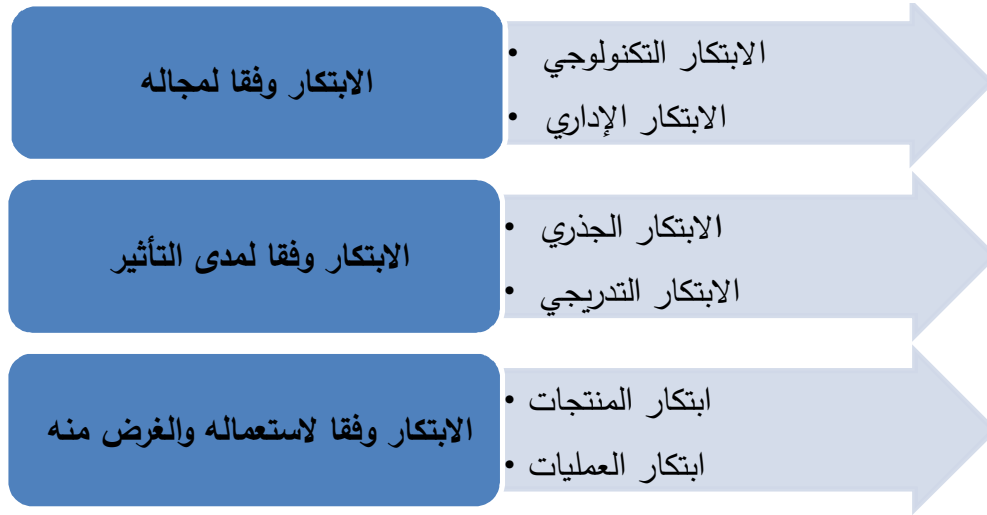 الابتكار وفقا لمجاله
• الابتكار التكنولوجي
• الابتكار الإداري
الابتكار وفقا لمدى التأثير
• الابتكار الجذري
• الابتكار التدريجي
الابتكار وفقا لاستعماله والغرض منه
• ابتكار المنتجات
• ابتكار العمليات